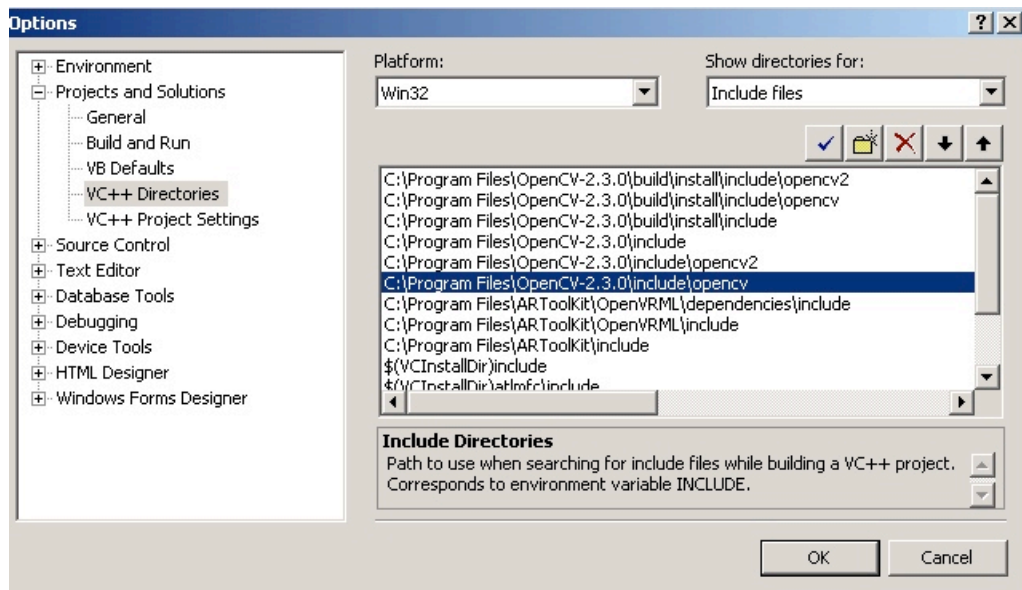 Options
Environment
Projects and Solutions
General
Build and Run
VB Defaults
VC++ Directories
VC++ Project Settings
Source Control
Text Editor
Database Tools
Debugging
Device Tools
HTML Designer
Windows Forms Designer
Platform:
Win32
Show directories for:
Include files
C:\Program Files\OpenCV-2.3.0\build\install\include\opencv2
C:\Program Files\OpenCV-2.3.0\build\install\include\opencv
C:\Program Files\OpenCV-2.3.0\build\install\include
C:\Program Files\OpenCV-2.3.0\include
C:\Program Files\OpenCV-2.3.0\include\opencv2
C:\Program Files\OpenCV-2.3.0\include\opencv
C:\Program Files\ARToolKit\OpenVRML\dependencies\include
C:\Program Files\ARToolKit\OpenVRML\include
C:\Program Files\ARToolKit\include
$(VCInstallDir)include
$(VCInstallDir)atlmfc\include
Include Directories
Path to use when searching for include files while building a VC++ project.
Corresponds to environment variable INCLUDE.
OK
Cancel